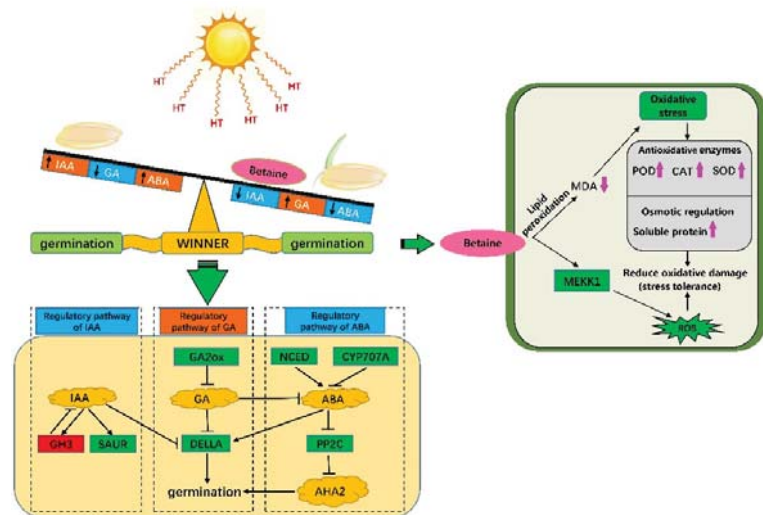 HT
HT
HT
HT
HT
HT
IAA
GA
ABA
Betaine
IAA
GA
ABA
germination
WINNER
germination
Regulatory pathway
of IAA
Regulatory
pathway of GA
Regulatory
pathway of ABA
GA2ox
NCED
CYP707A
IAA
GA
ABA
GH3
SAUR
DELLA
PP2C
germination
AHA2
Betaine
Oxidative
stress
Antioxidative enzymes
POD CAT SOD
Lipid
peroxidation
MDA
Osmotic regulation
Soluble protein
MEKK1
Reduce oxidative damage
(stress tolerance)
ROS